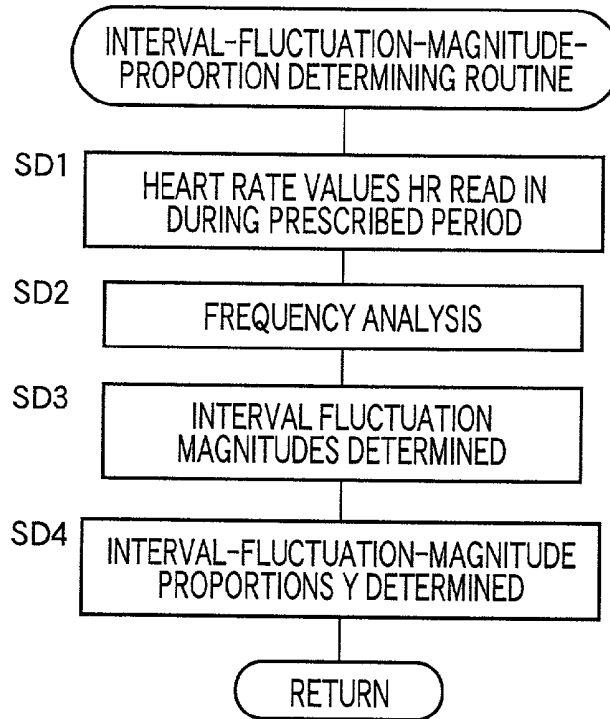 INTERVAL-FLUCTUATION-MAGNITUDE-
PROPORTION DETERMINING ROUTINE
SD1
HEART RATE VALUES HR READ IN
DURING PRESCRIBED PERIOD
SD2
FREQUENCY ANALYSIS
SD3
INTERVAL FLUCTUATION
MAGNITUDES DETERMINED
SD4
INTERVAL-FLUCTUATION-MAGNITUDE
PROPORTIONS Y DETERMINED
RETURN